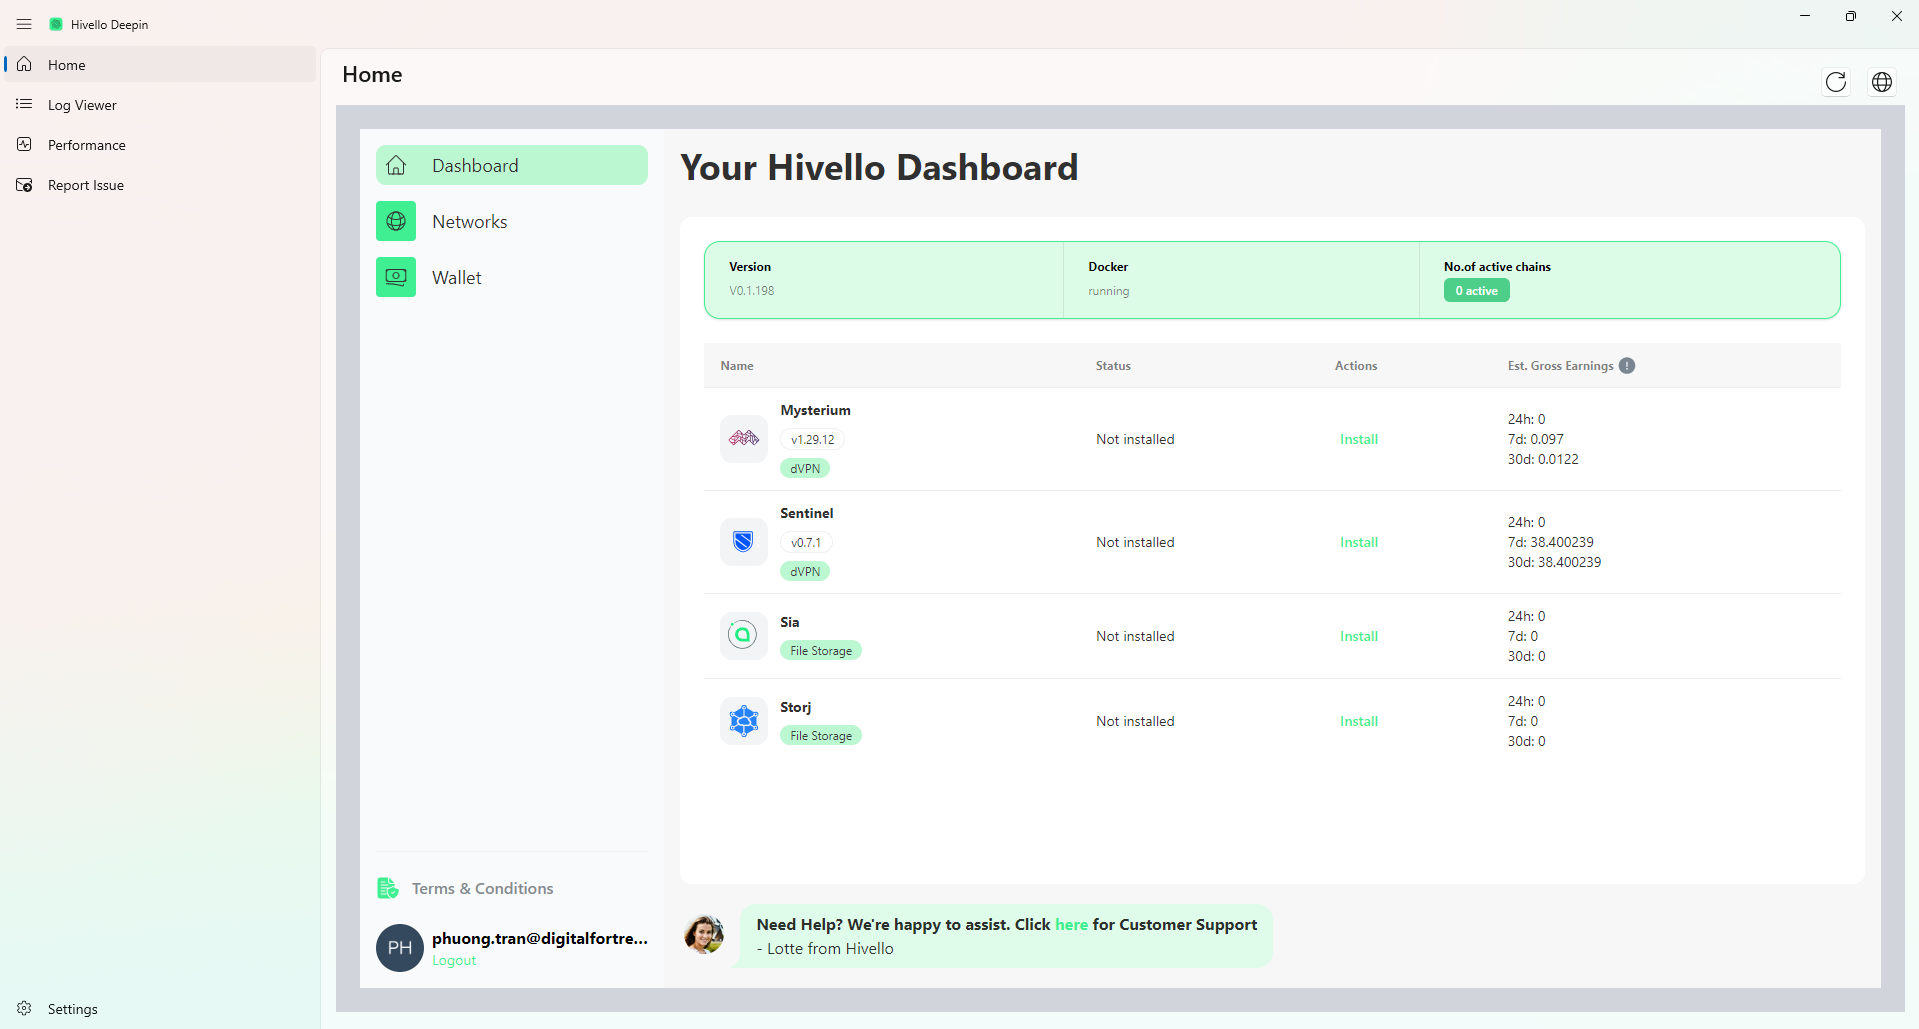 Hivello Deepin
Home
Log Viewer
Performance
Report Issue
Settings
Home
Dashboard
Networks
Wallet
Terms & Conditions
PH
phuong.tran@digitalfortre...
Logout
Your Hivello Dashboard
Version
V0.1.198
Docker
running
No.of active chains
0 active
Name Status Actions Est. Gross Earnings
Mysterium
v1.29.12
dVPN
Not installed
Install
24h: 0
7d: 0.097
30d: 0.0122
Sentinel
v0.7.1
dVPN
Not installed
Install
24h: 0
7d: 38.400239
30d: 38.400239
Sia
File Storage
Not installed
Install
24h: 0
7d: 0
30d: 0
Storj
File Storage
Not installed
Install
24h: 0
7d: 0
30d: 0
Need Help? We're happy to assist. Click here for Customer Support
- Lotte from Hivello